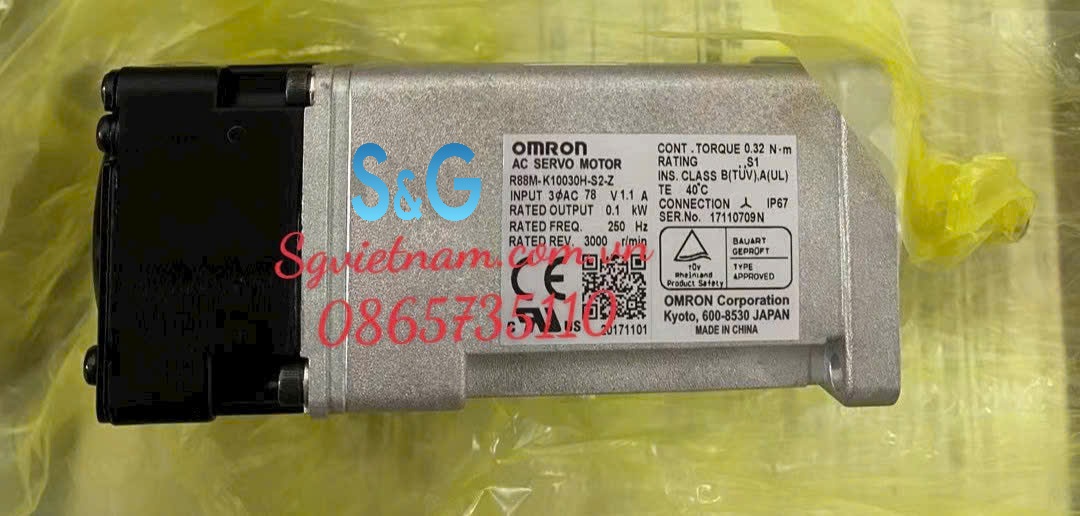 S&G
OMRON
AC SERVO MOTOR
R88M-K10030H-S2-Z
INPUT 3ØAC 78 V 1.1 A
RATED OUTPUT 0.1 kW
RATED FREQ. 250 Hz
RATED REV. 3000 r/min
CONT. TORQUE 0.32 N·m
RATING S1
INS. CLASS B(TÜV),A(UL)
TE 40°C
CONNECTION 人 IP67
SER.No. 17110709N
TÜV
Rheinland
Product Safety
BAUART
GEPRÜFT
TYPE
APPROVED
CE
c US
20171101
OMRON Corporation
Kyoto, 600-8530 JAPAN
MADE IN CHINA
Sgvietnam.com.vn
0865735110